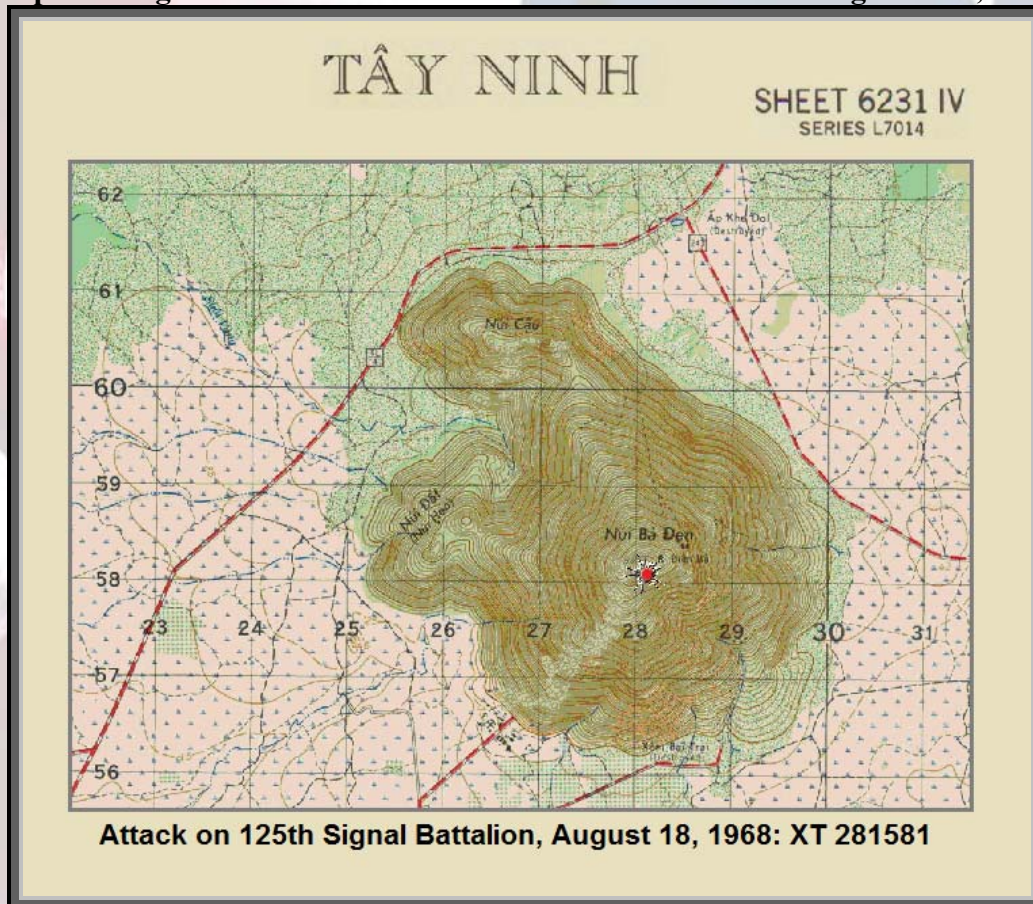 TÂY NINH
SHEET 6231 IV
SERIES L7014
62
Ấp Khe Dol
(Destroyed)
61
Núi Cậu
60
59
Núi Đất
Núi Bà Đen
58
23 24 25 26 27 28 29 30 31
57
56
Attack on 125th Signal Battalion, August 18, 1968: XT 281581